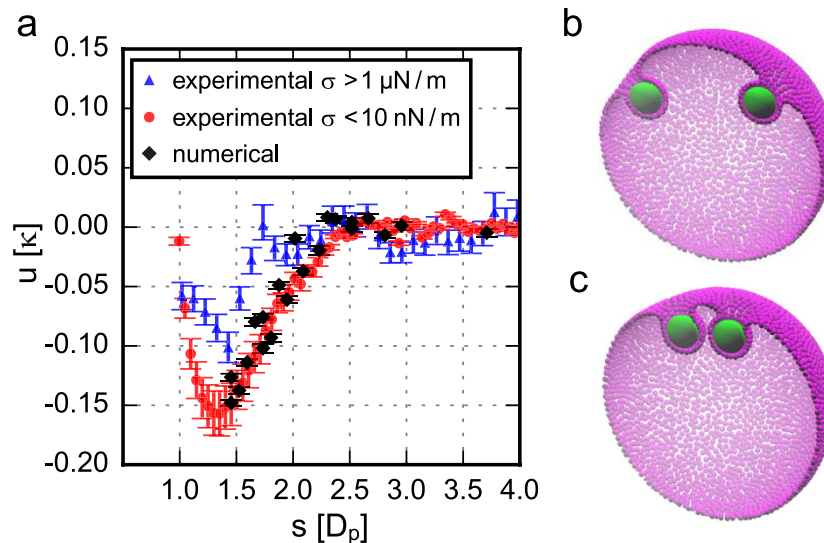 a
b
0.15
0.10
0.05
0.00
-0.05
-0.10
-0.15
-0.20
u [κ]
experimental σ > 1 μN / m
experimental σ < 10 nN / m
numerical
c
1.0 1.5 2.0 2.5 3.0 3.5 4.0
s [Dp]